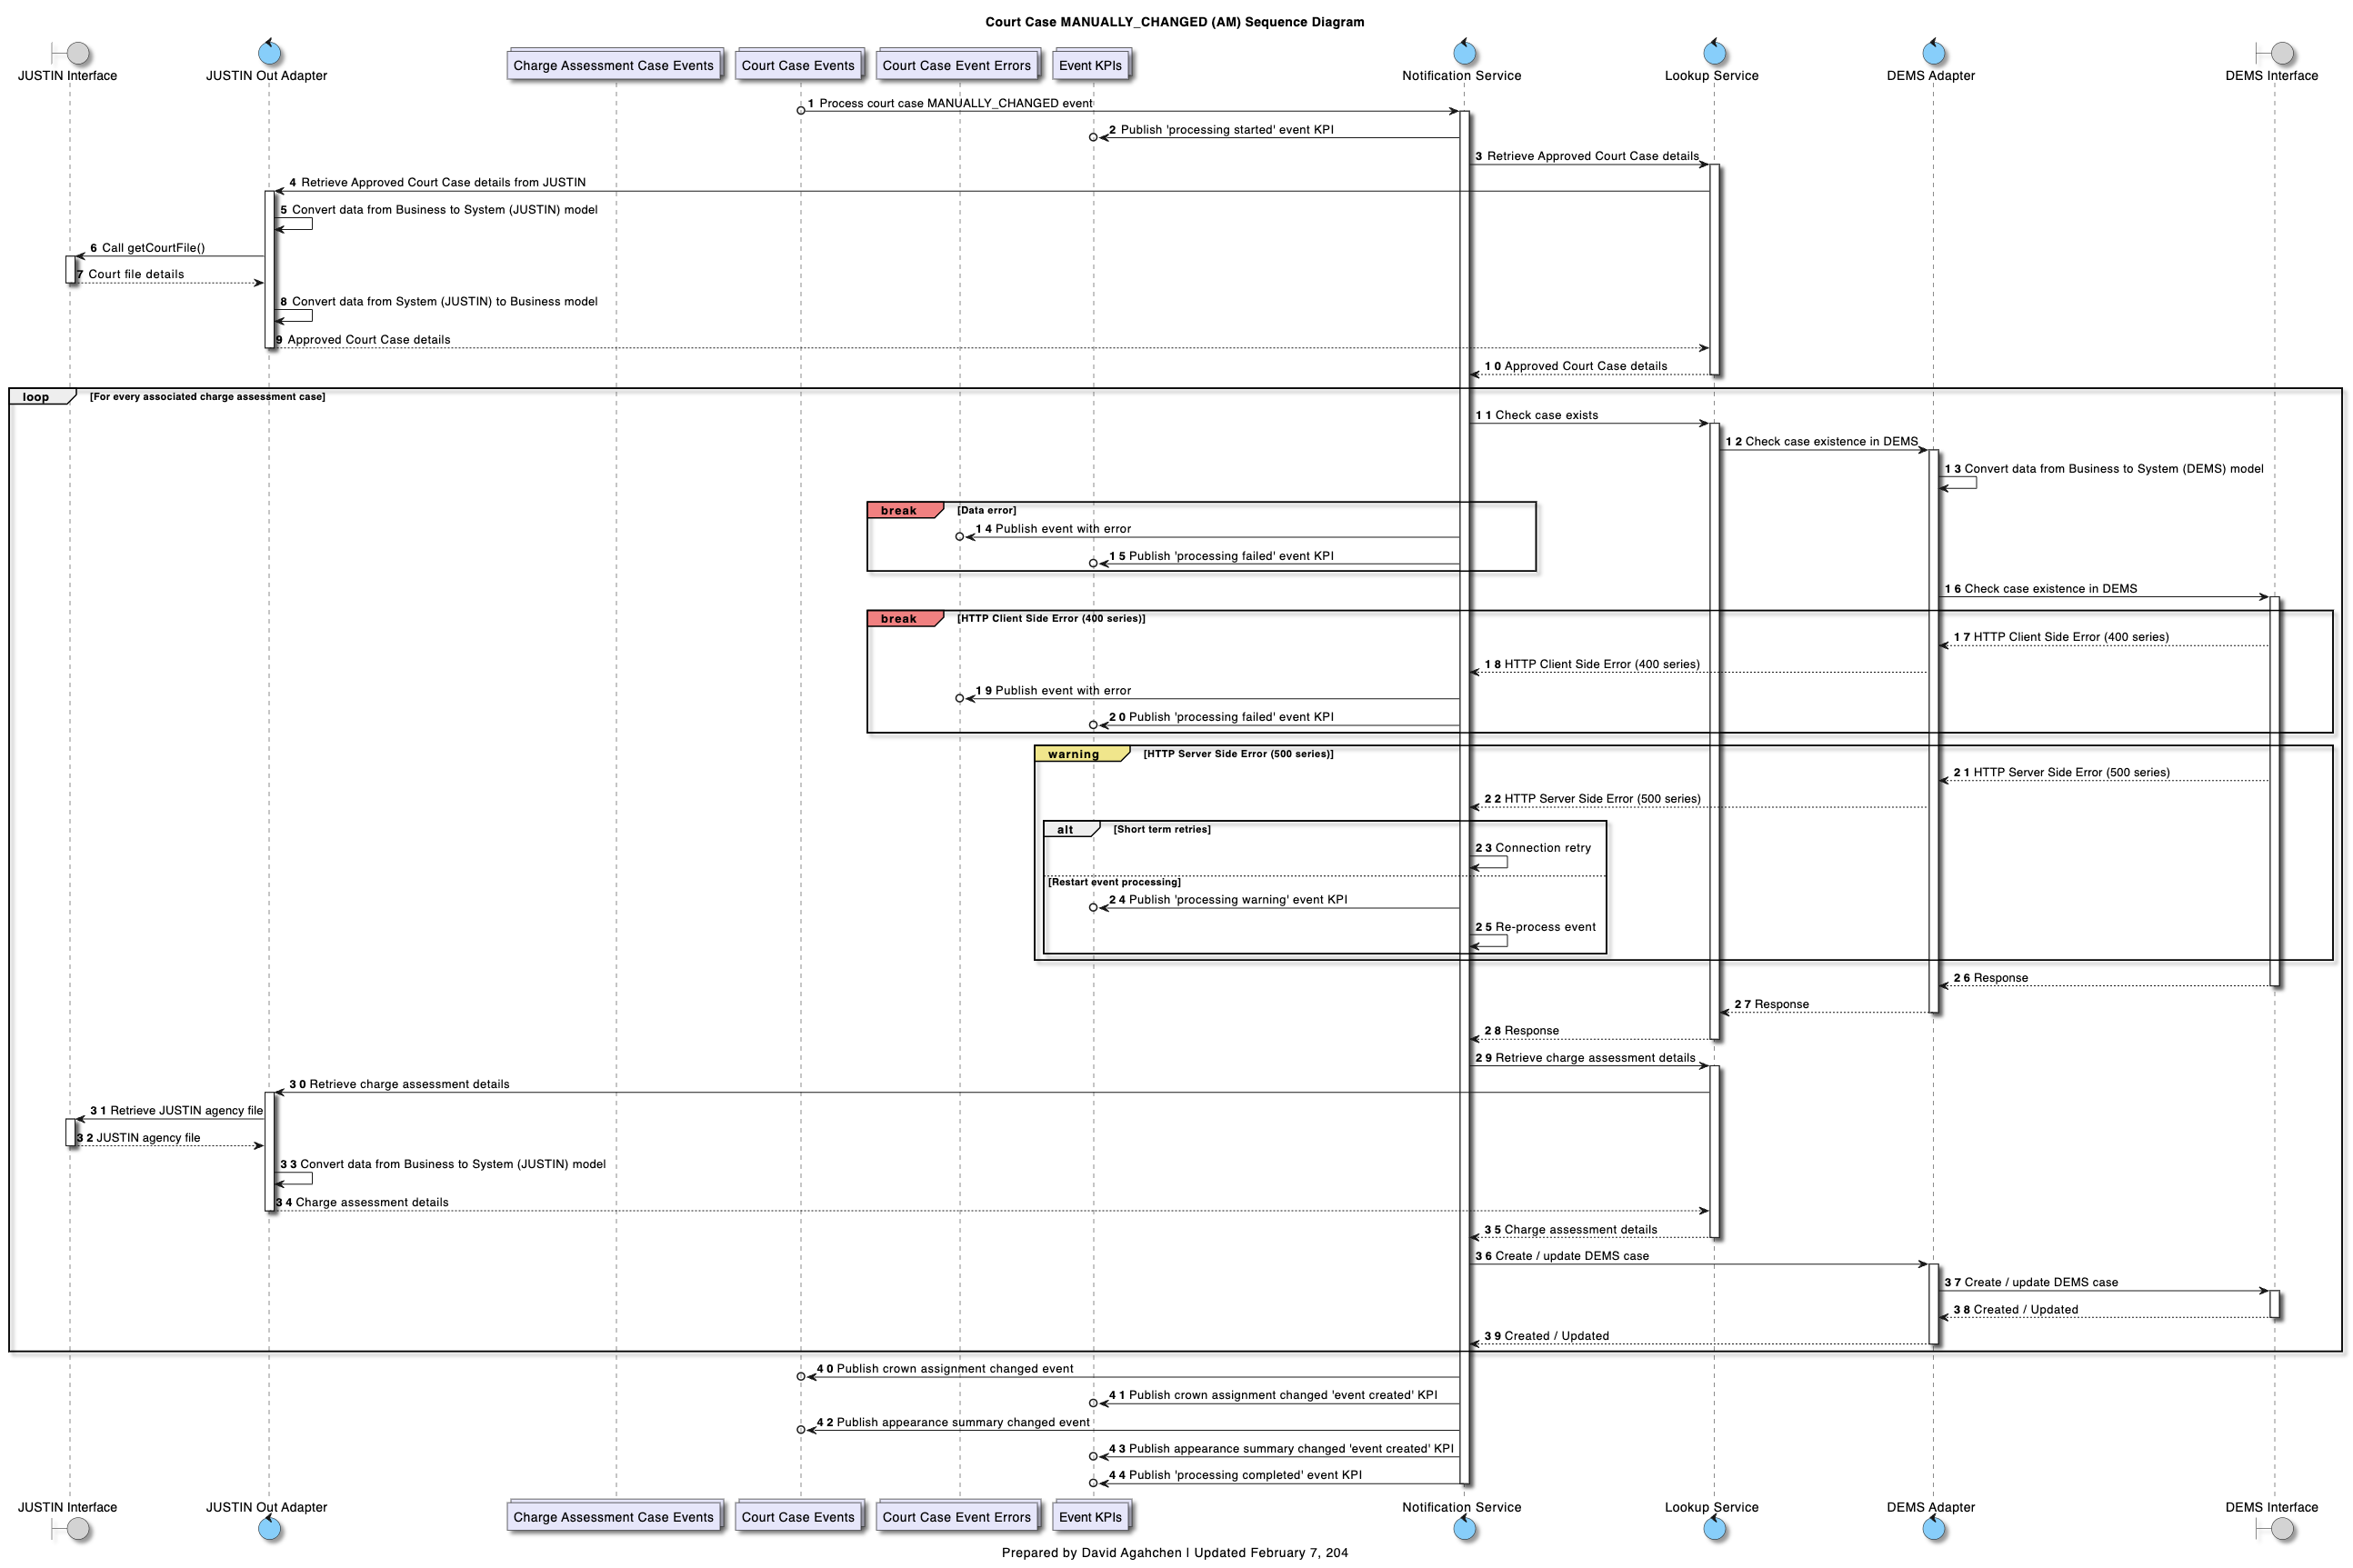 Court Case MANUALLY_CHANGED (AM) Sequence Diagram
JUSTIN Interface
JUSTIN Out Adapter
Charge Assessment Case Events
Court Case Events
Court Case Event Errors
Event KPIs
Notification Service
Lookup Service
DEMS Adapter
DEMS Interface
1 Process court case MANUALLY_CHANGED event
2 Publish 'processing started' event KPI
3 Retrieve Approved Court Case details
4 Retrieve Approved Court Case details from JUSTIN
5 Convert data from Business to System (JUSTIN) model
6 Call getCourtFile()
7 Court file details
8 Convert data from System (JUSTIN) to Business model
9 Approved Court Case details
10 Approved Court Case details
loop [For every associated charge assessment case]
11 Check case exists
12 Check case existence in DEMS
13 Convert data from Business to System (DEMS) model
break [Data error]
14 Publish event with error
15 Publish 'processing failed' event KPI
16 Check case existence in DEMS
break [HTTP Client Side Error (400 series)]
17 HTTP Client Side Error (400 series)
18 HTTP Client Side Error (400 series)
19 Publish event with error
20 Publish 'processing failed' event KPI
warning [HTTP Server Side Error (500 series)]
21 HTTP Server Side Error (500 series)
22 HTTP Server Side Error (500 series)
alt [Short term retries]
23 Connection retry
[Restart event processing]
24 Publish 'processing warning' event KPI
25 Re-process event
26 Response
27 Response
28 Response
29 Retrieve charge assessment details
30 Retrieve charge assessment details
31 Retrieve JUSTIN agency file
32 JUSTIN agency file
33 Convert data from Business to System (JUSTIN) model
34 Charge assessment details
35 Charge assessment details
36 Create / update DEMS case
37 Create / update DEMS case
38 Created / Updated
39 Created / Updated
40 Publish crown assignment changed event
41 Publish crown assignment changed 'event created' KPI
42 Publish appearance summary changed event
43 Publish appearance summary changed 'event created' KPI
44 Publish 'processing completed' event KPI
JUSTIN Interface
JUSTIN Out Adapter
Charge Assessment Case Events
Court Case Events
Court Case Event Errors
Event KPIs
Notification Service
Lookup Service
DEMS Adapter
DEMS Interface
Prepared by David Agahchen | Updated February 7, 204